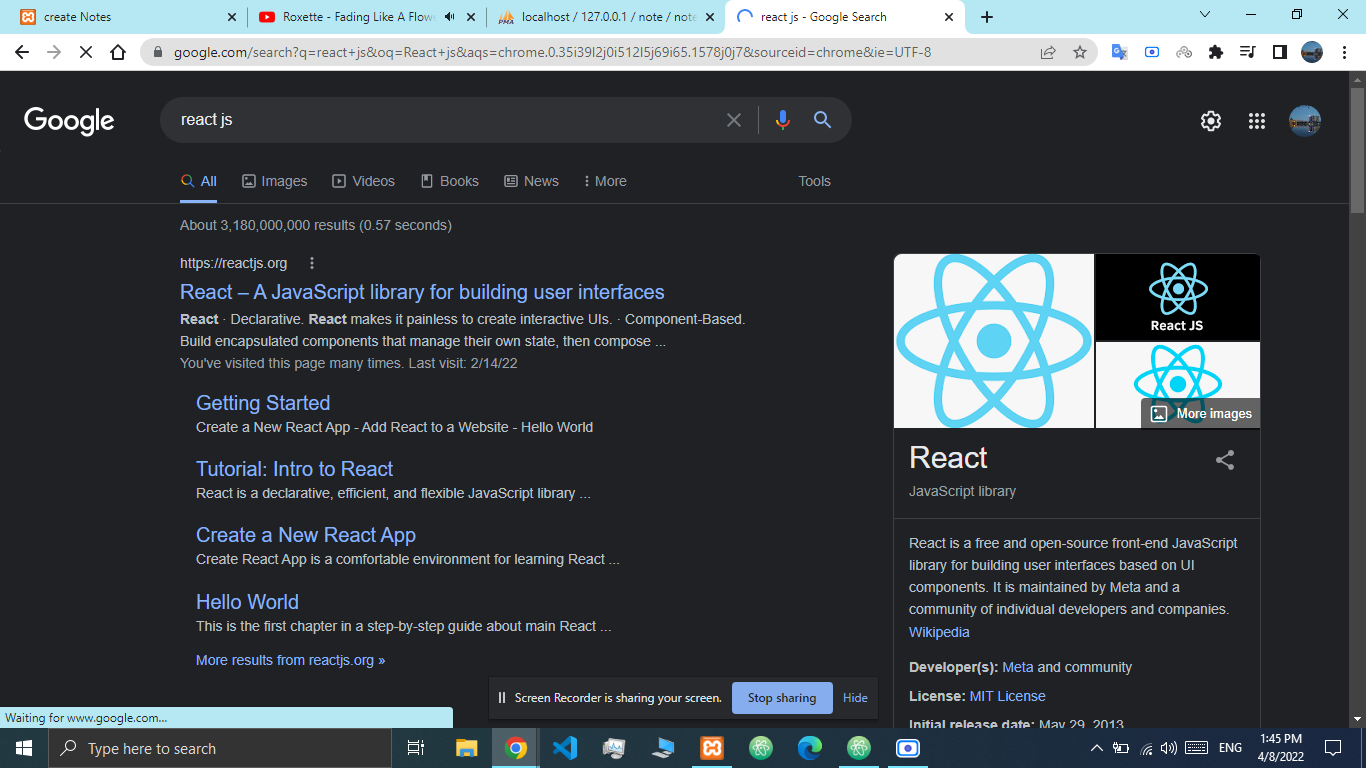 create Notes
Roxette - Fading Like A Flow
PMA
localhost / 127.0.0.1 / note / note
react js - Google Search
google.com/search?q=react+js&oq=React+js&aqs=chrome.0.35i39l2j0i512l5j69i65.1578j0j7&sourceid=chrome&ie=UTF-8
Google
react js
All
Images
Videos
Books
News
More
Tools
About 3,180,000,000 results (0.57 seconds)
https://reactjs.org
React – A JavaScript library for building user interfaces
React · Declarative. React makes it painless to create interactive UIs. · Component-Based.
Build encapsulated components that manage their own state, then compose ...
You've visited this page many times. Last visit: 2/14/22
Getting Started
Create a New React App - Add React to a Website - Hello World
Tutorial: Intro to React
React is a declarative, efficient, and flexible JavaScript library ...
Create a New React App
Create React App is a comfortable environment for learning React ...
Hello World
This is the first chapter in a step-by-step guide about main React ...
More results from reactjs.org »
React JS
More images
React
JavaScript library
React is a free and open-source front-end JavaScript
library for building user interfaces based on UI
components. It is maintained by Meta and a
community of individual developers and companies.
Wikipedia
Developer(s): Meta and community
License: MIT License
Initial release date: May 29, 2013
Screen Recorder is sharing your screen.
Stop sharing
Hide
Waiting for www.google.com...
Type here to search
ENG
1:45 PM
4/8/2022